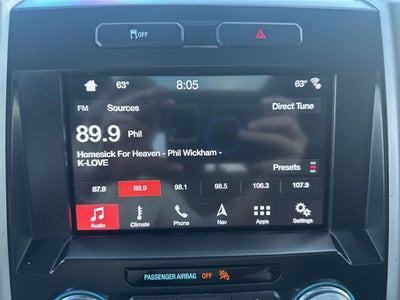 OFF
63° 8:05 63°
FM Sources Direct Tune
89.9 Phil
Homesick For Heaven - Phil Wickham -
K-LOVE
Presets
87.9 89.9 98.1 98.5 106.3 107.9
Audio Climate Phone Nav Apps Settings
PASSENGER AIRBAG OFF